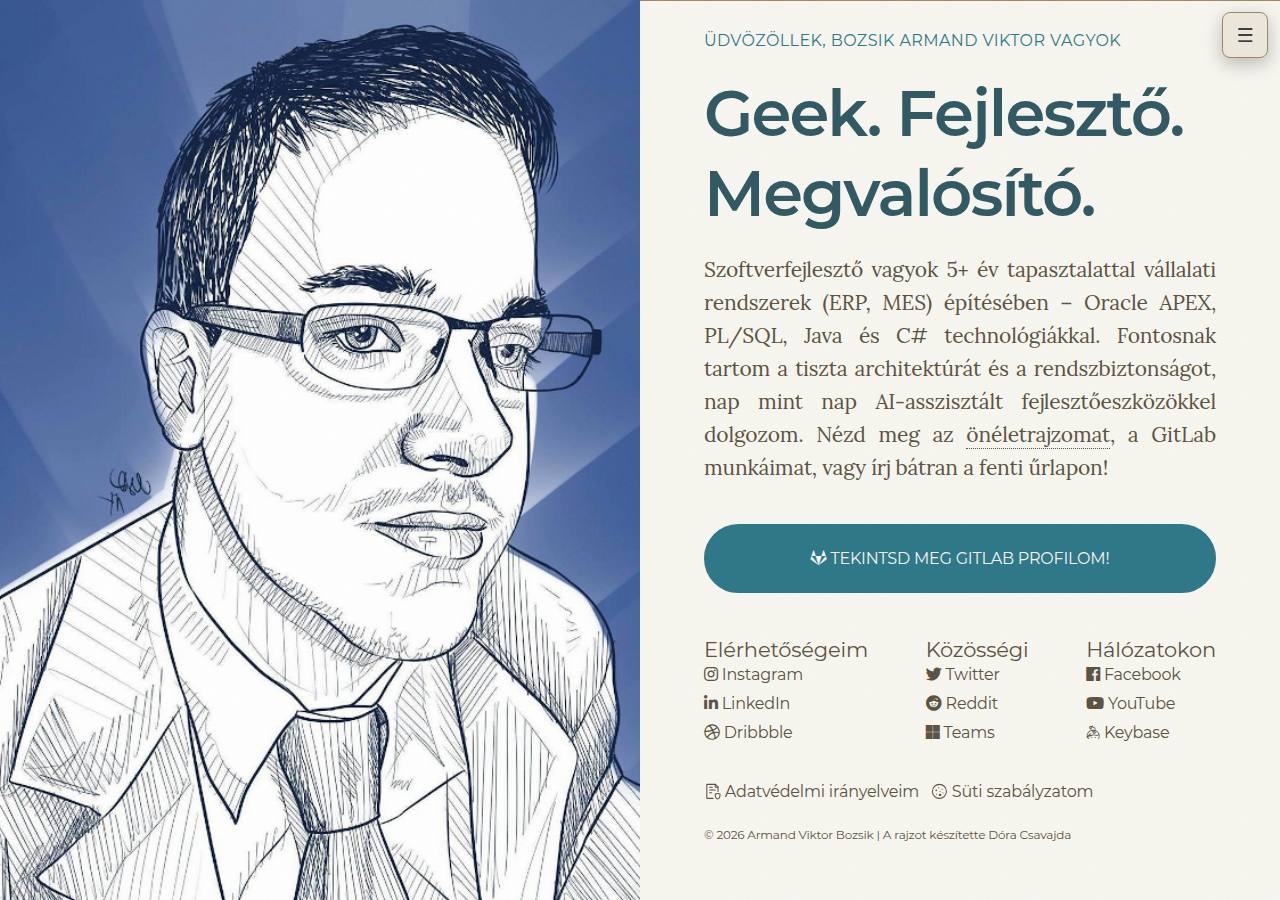 ÜDVÖZÖLLEK, BOZSIK ARMAND VIKTOR VAGYOK
Geek. Fejlesztő.
Megvalósító.
Szoftverfejlesztő vagyok 5+ év tapasztalattal vállalati
rendszerek (ERP, MES) építésében – Oracle APEX,
PL/SQL, Java és C# technológiákkal. Fontosnak
tartom a tiszta architektúrát és a rendszbiztonságot,
nap mint nap AI-asszisztált fejlesztőeszközökkel
dolgozom. Nézd meg az önéletrajzomat, a GitLab
munkáimat, vagy írj bátran a fenti űrlapon!
TEKINTSD MEG GITLAB PROFILOM!
Elérhetőségeim Közösségi Hálózatokon
Instagram Twitter Facebook
LinkedIn Reddit YouTube
Dribbble Teams Keybase
Adatvédelmi irányelveim Süti szabályzatom
© 2026 Armand Viktor Bozsik | A rajzot készítette Dóra Csavajda